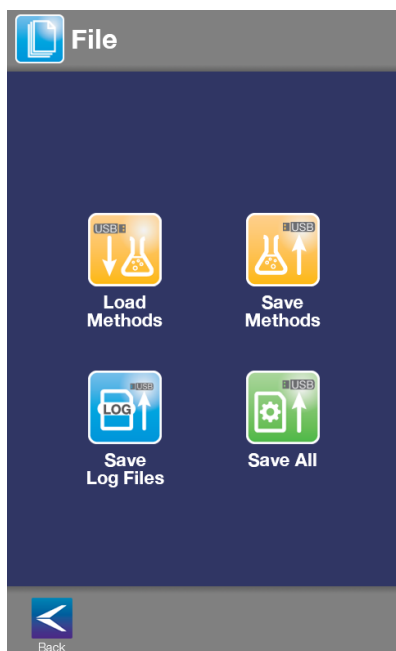 File
USB
USB
Load
Methods
Save
Methods
USB
LOG
USB
Save
Log Files
Save All
Back